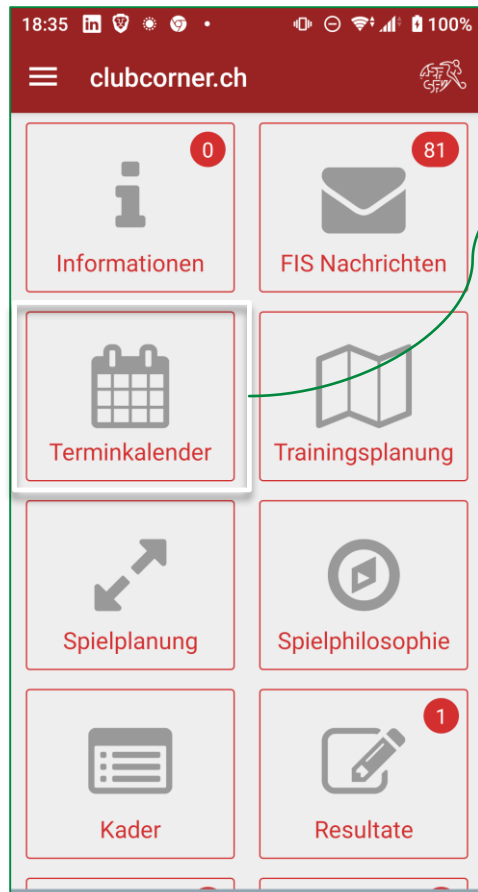 18:35 100%
clubcorner.ch
0 81
Informationen FIS Nachrichten
Terminkalender Trainingsplanung
Spielplanung Spielphilosophie
1
Kader Resultate